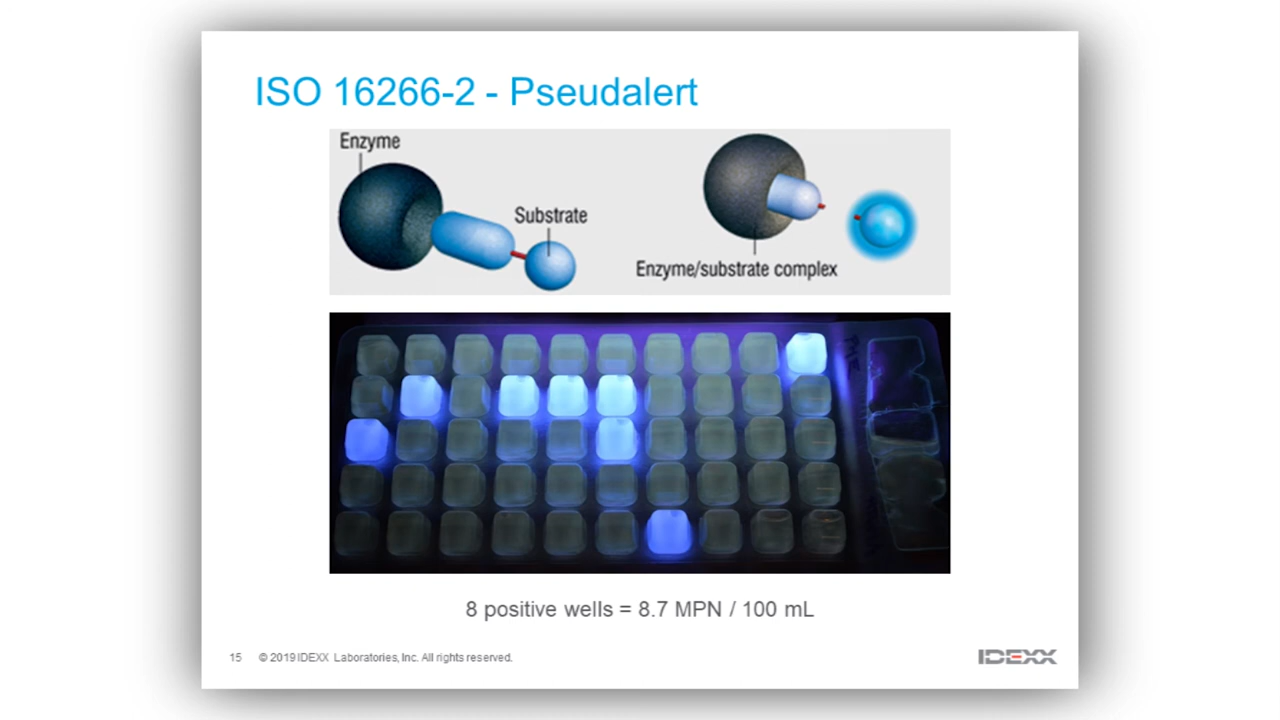 ISO 16266-2 - Pseudalert
Enzyme
Substrate
Enzyme/substrate complex
8 positive wells = 8.7 MPN / 100 mL
15 © 2019 IDEXX Laboratories, Inc. All rights reserved.
IDEXX